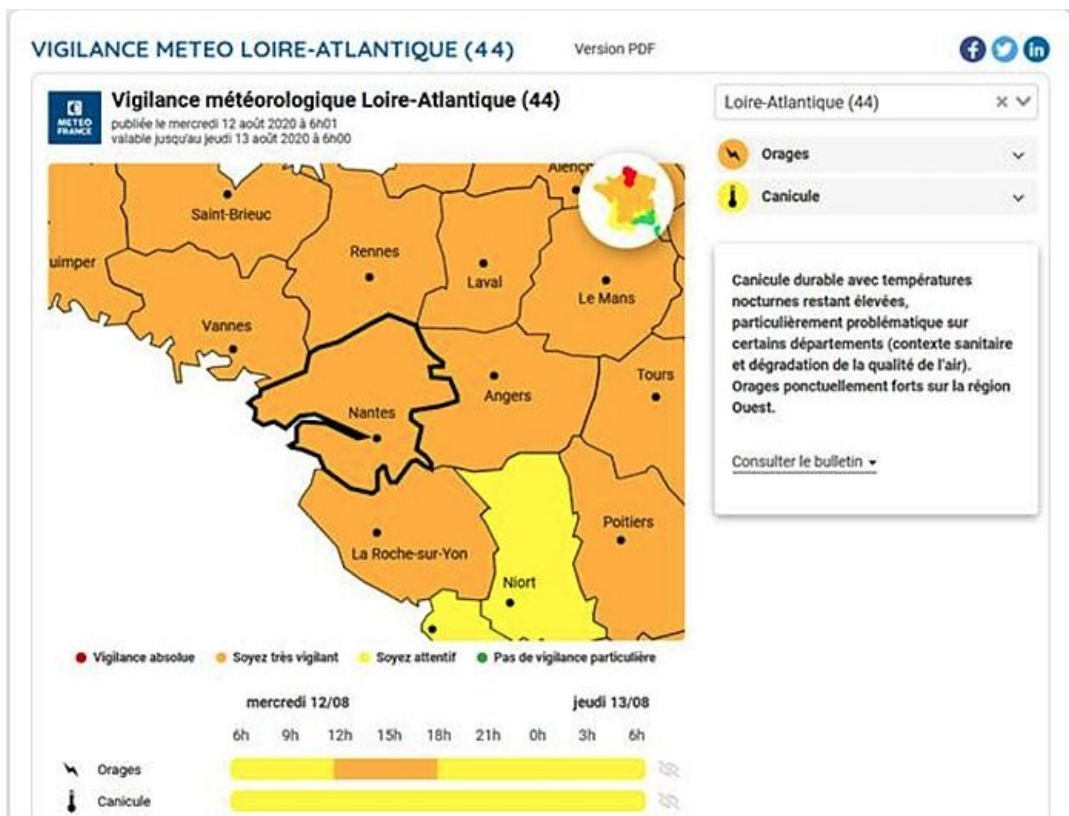 VIGILANCE METEO LOIRE-ATLANTIQUE (44)
Version PDF
METEO
FRANCE
Vigilance météorologique Loire-Atlantique (44)
publiée le mercredi 12 août 2020 à 6h01
valable jusqu'au jeudi 13 août 2020 à 6h00
Loire-Atlantique (44)
Orages
Canicule
Canicule durable avec températures
nocturnes restant élevées,
particulièrement problématique sur
certains départements (contexte sanitaire
et dégradation de la qualité de l'air).
Orages ponctuellement forts sur la région
Ouest.
Consulter le bulletin
Alenço
Saint-Brieuc
Rennes
uimper
Laval
Le Mans
Vannes
Tours
Angers
Nantes
Poitiers
La Roche-sur-Yon
Niort
Vigilance absolue Soyez très vigilant Soyez attentif Pas de vigilance particulière
mercredi 12/08 jeudi 13/08
6h 9h 12h 15h 18h 21h 0h 3h 6h
Orages
Canicule